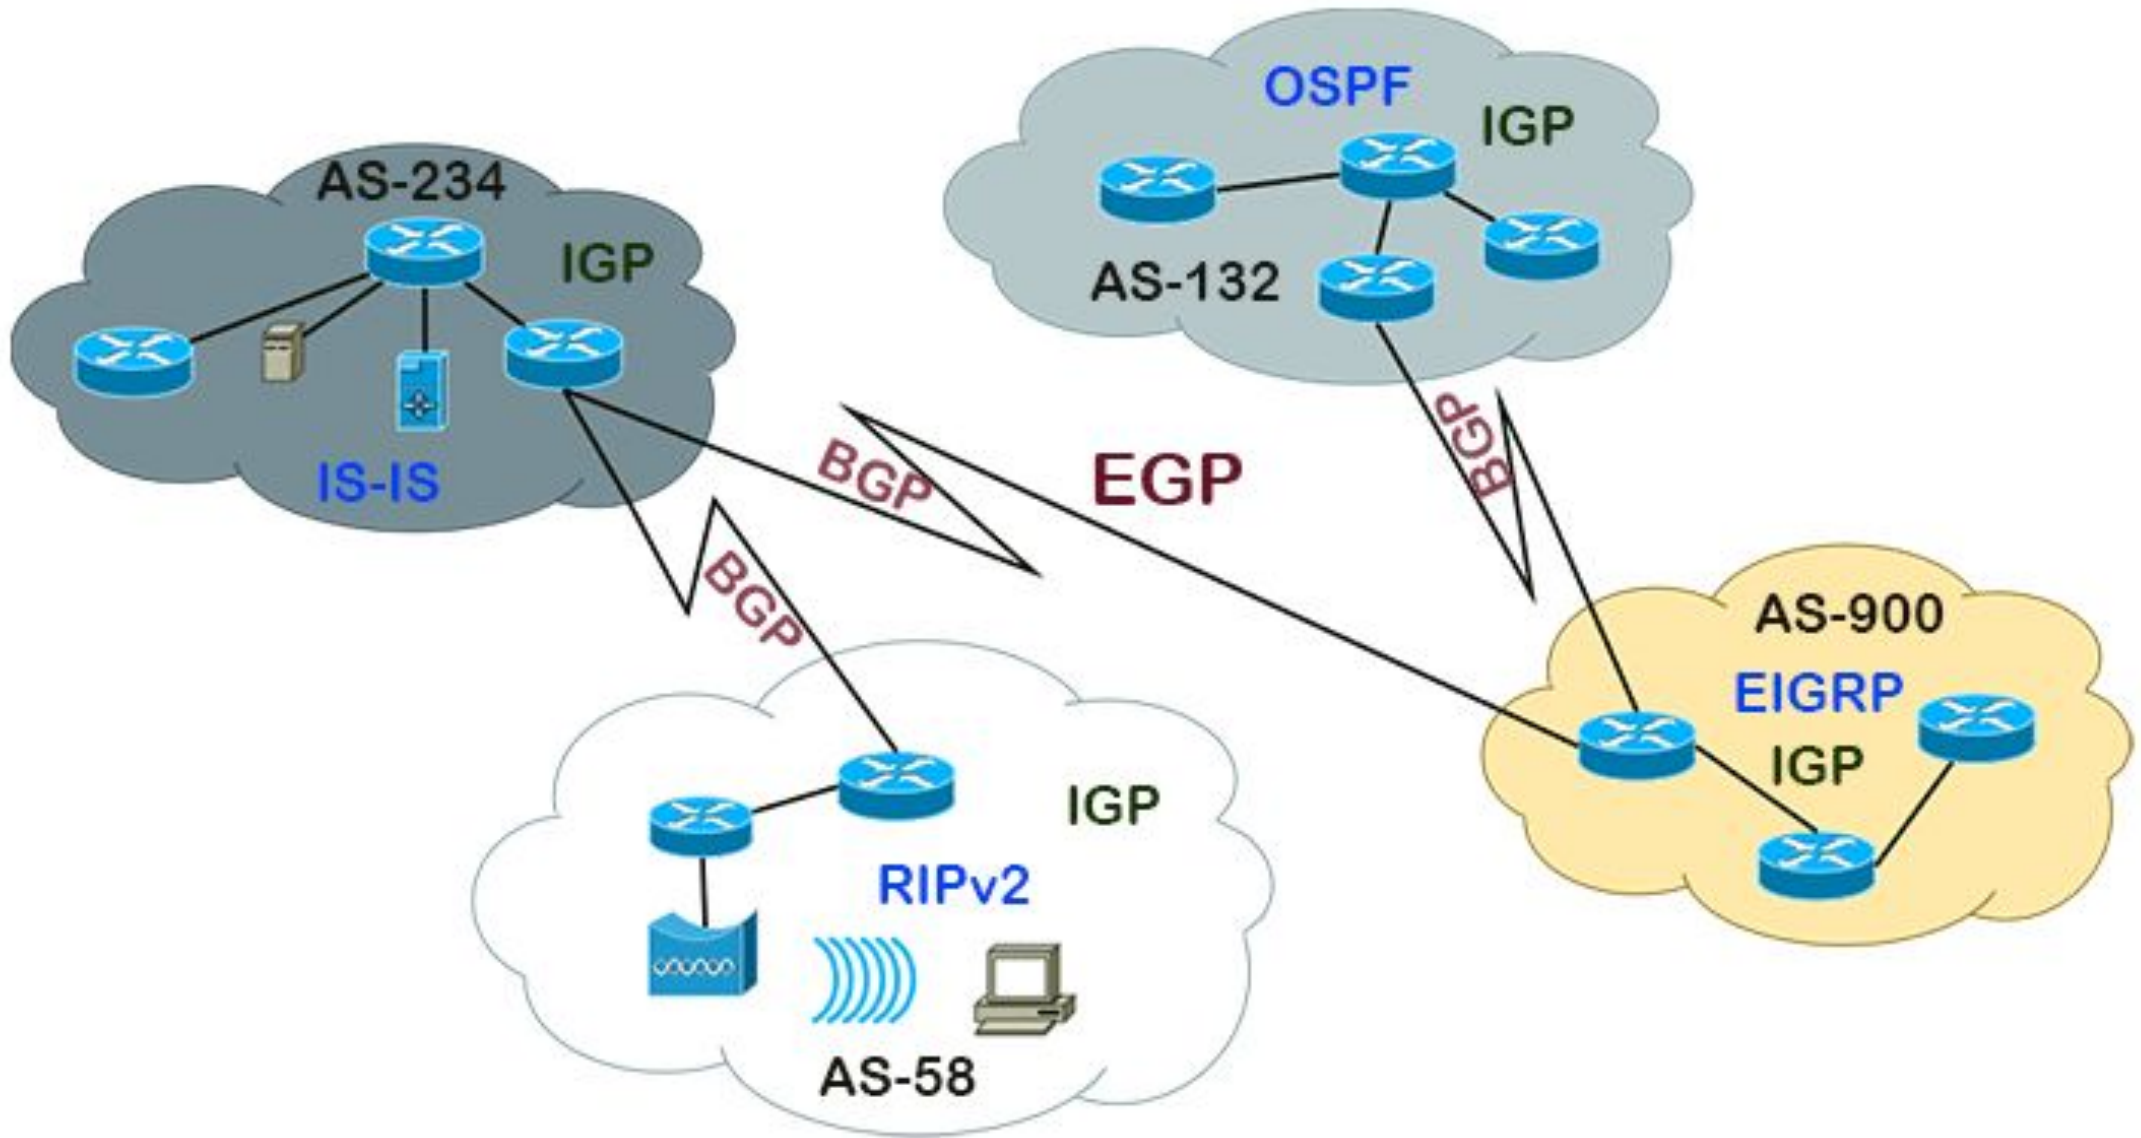 OSPF
IGP
AS-132
AS-234
IGP
IS-IS
BGP
EGP
BGP
BGP
AS-900
EIGRP
IGP
IGP
RIPv2
AS-58